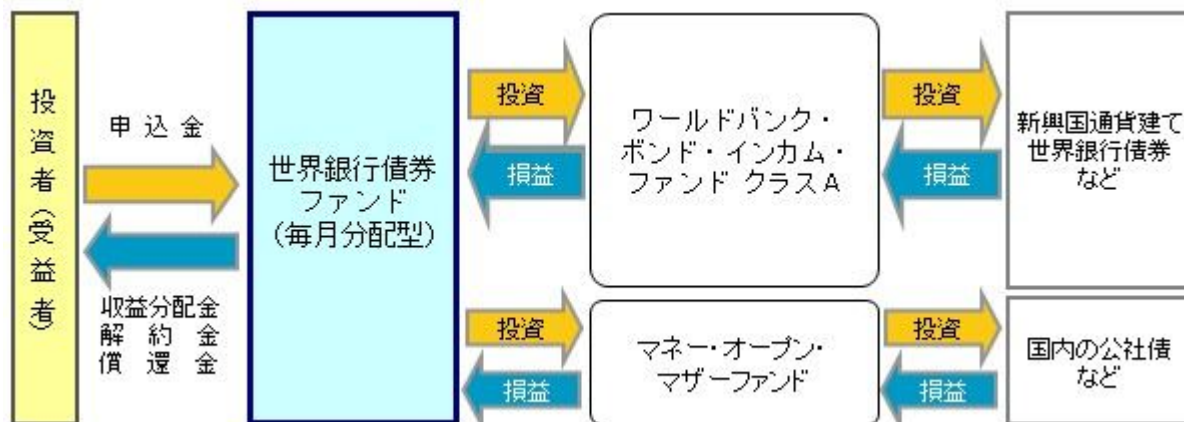 投資者(受益者)
申込金
収益分配金
解約金
償還金
世界銀行債券
ファンド
(毎月分配型)
投資
損益
ワールドバンク・
ボンド・インカム・
ファンド クラスA
投資
損益
新興国通貨建て
世界銀行債券
など
投資
損益
マネー・オープン・
マザーファンド
投資
損益
国内の公社債
など